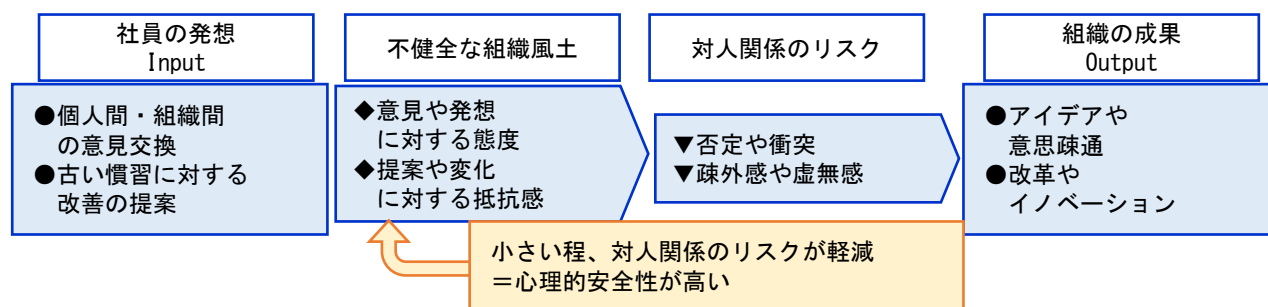 社員の発想
Input
●個人間・組織間
の意見交換
●古い慣習に対する
改善の提案
不健全な組織風土
◆意見や発想
に対する態度
◆提案や変化
に対する抵抗感
対人関係のリスク
▼否定や衝突
▼疎外感や虚無感
組織の成果
Output
●アイデアや
意思疎通
●改革や
イノベーション
小さい程、対人関係のリスクが軽減
＝心理的安全性が高い